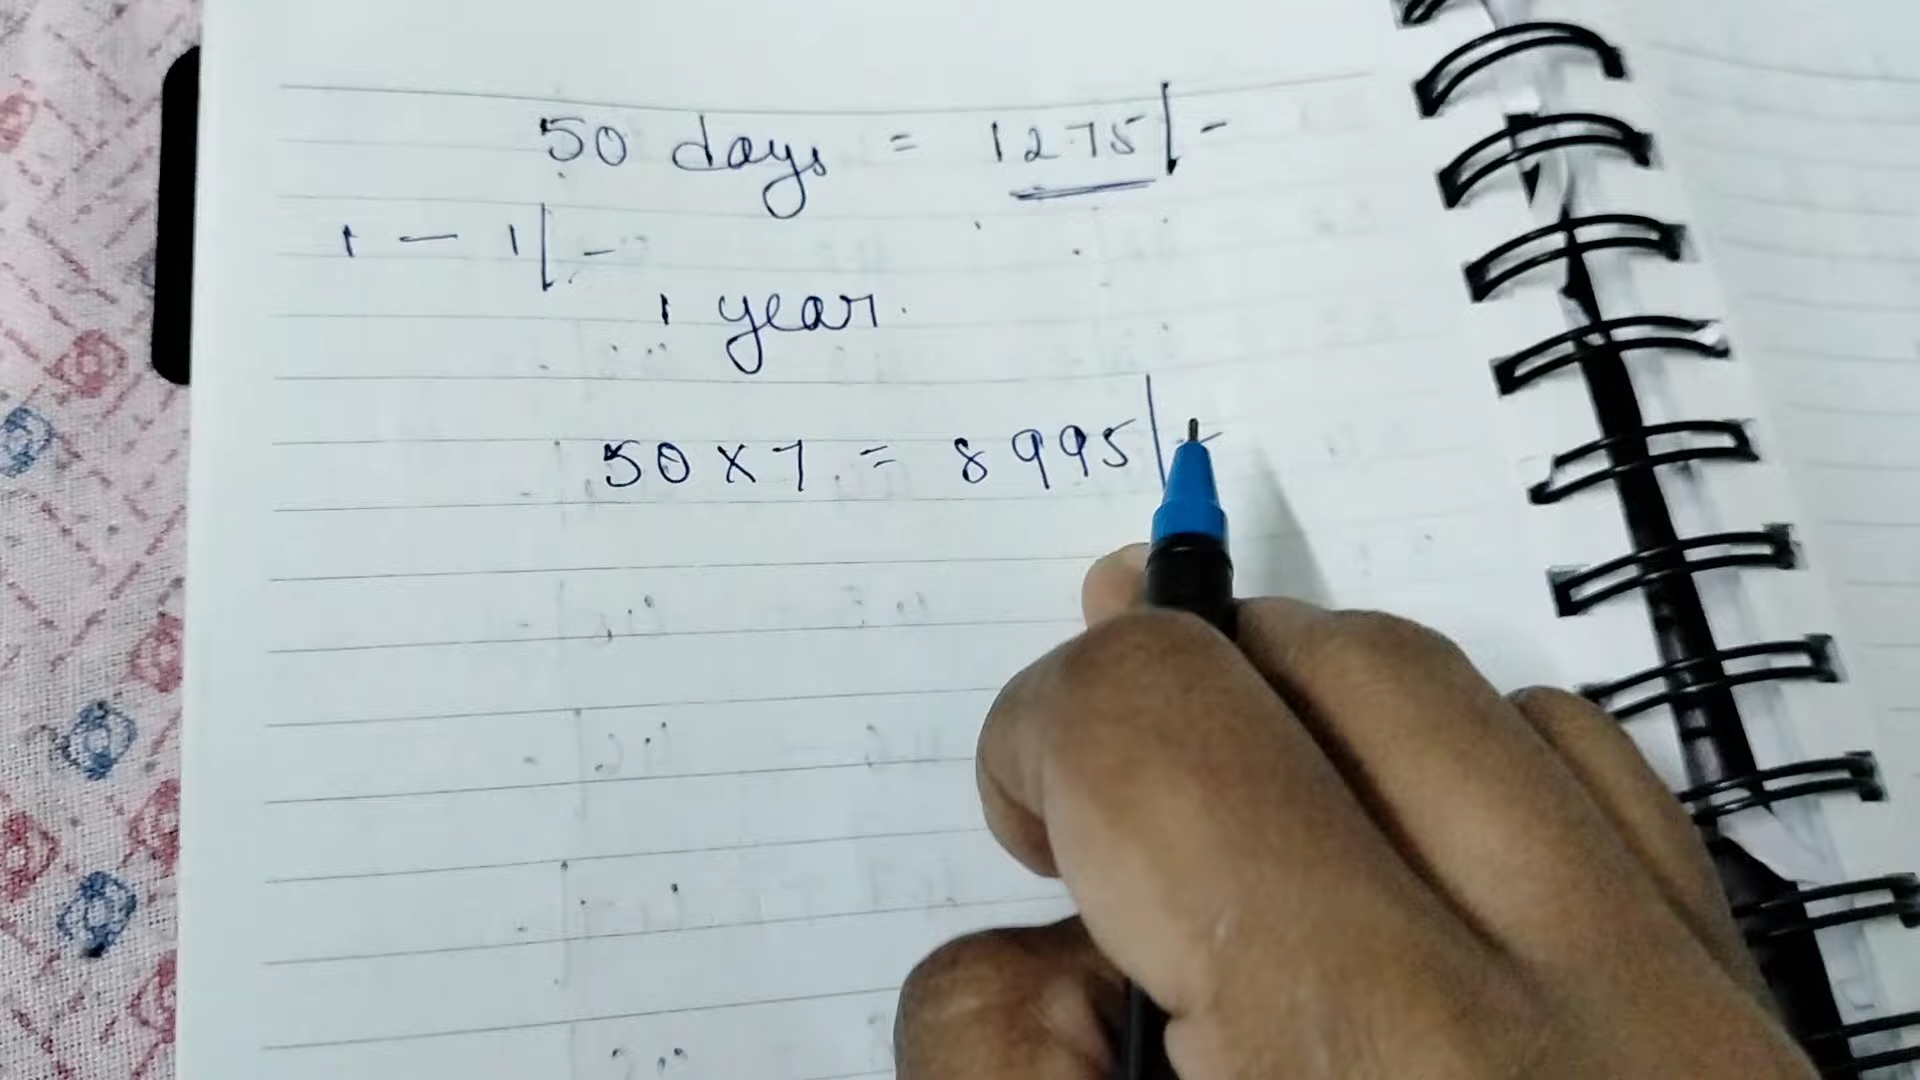 50 days = 1275/-
1 — 1/-
1 year.
50 x 7 = 8995/-